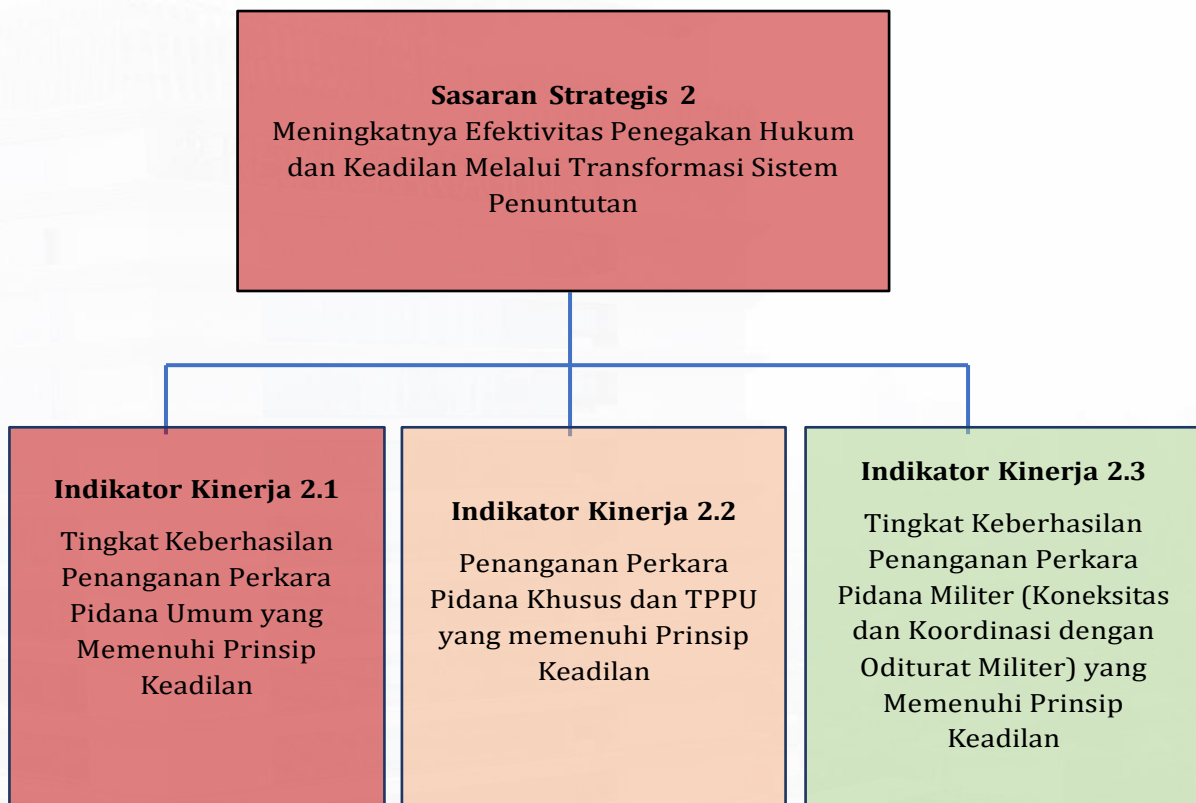 Sasaran Strategis 2
Meningkatnya Efektivitas Penegakan Hukum
dan Keadilan Melalui Transformasi Sistem
Penuntutan
Indikator Kinerja 2.1
Tingkat Keberhasilan
Penanganan Perkara
Pidana Umum yang
Memenuhi Prinsip
Keadilan
Indikator Kinerja 2.2
Penanganan Perkara
Pidana Khusus dan TPPU
yang memenuhi Prinsip
Keadilan
Indikator Kinerja 2.3
Tingkat Keberhasilan
Penanganan Perkara
Pidana Militer (Koneksitas
dan Koordinasi dengan
Oditurat Militer) yang
Memenuhi Prinsip
Keadilan